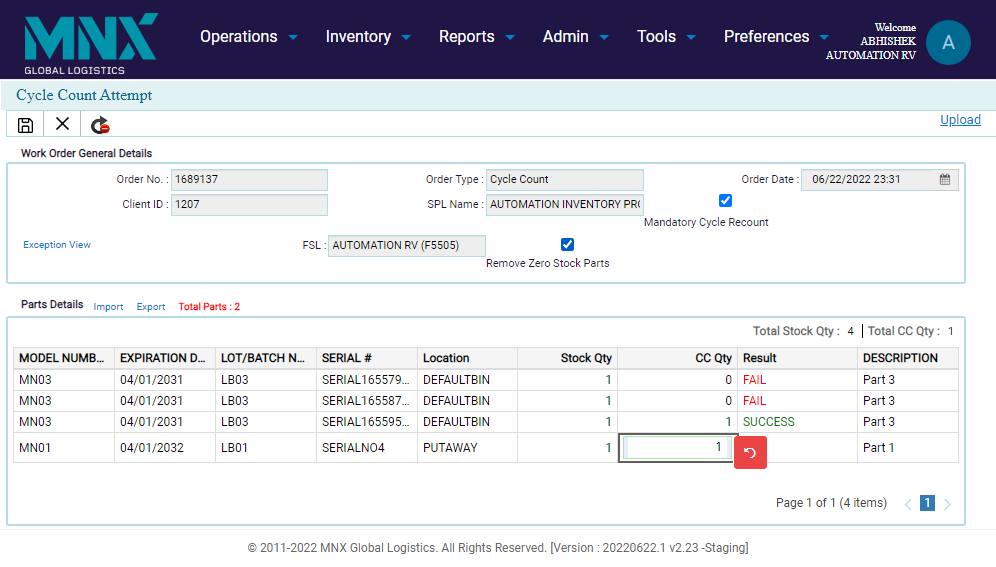 MNX
GLOBAL LOGISTICS
Operations Inventory Reports Admin Tools Preferences
Welcome
ABHISHEK
AUTOMATION RV
A
Cycle Count Attempt
Upload
Work Order General Details
Order No. : 1689137 Order Type : Cycle Count Order Date : 06/22/2022 23:31
Client ID : 1207 SPL Name : AUTOMATION INVENTORY PRO
Mandatory Cycle Recount
Exception View FSL : AUTOMATION RV (F5505)
Remove Zero Stock Parts
Parts Details Import Export Total Parts : 2
Total Stock Qty : 4 Total CC Qty : 1
MODEL NUMB... EXPIRATION D... LOT/BATCH N... SERIAL # Location Stock Qty CC Qty Result DESCRIPTION
MN03 04/01/2031 LB03 SERIAL165579... DEFAULTBIN 1 0 FAIL Part 3
MN03 04/01/2031 LB03 SERIAL165587... DEFAULTBIN 1 0 FAIL Part 3
MN03 04/01/2031 LB03 SERIAL165595... DEFAULTBIN 1 1 SUCCESS Part 3
MN01 04/01/2032 LB01 SERIALNO4 PUTAWAY 1 1 Part 1
Page 1 of 1 (4 items) 1
© 2011-2022 MNX Global Logistics. All Rights Reserved. [Version : 20220622.1 v2.23 -Staging]